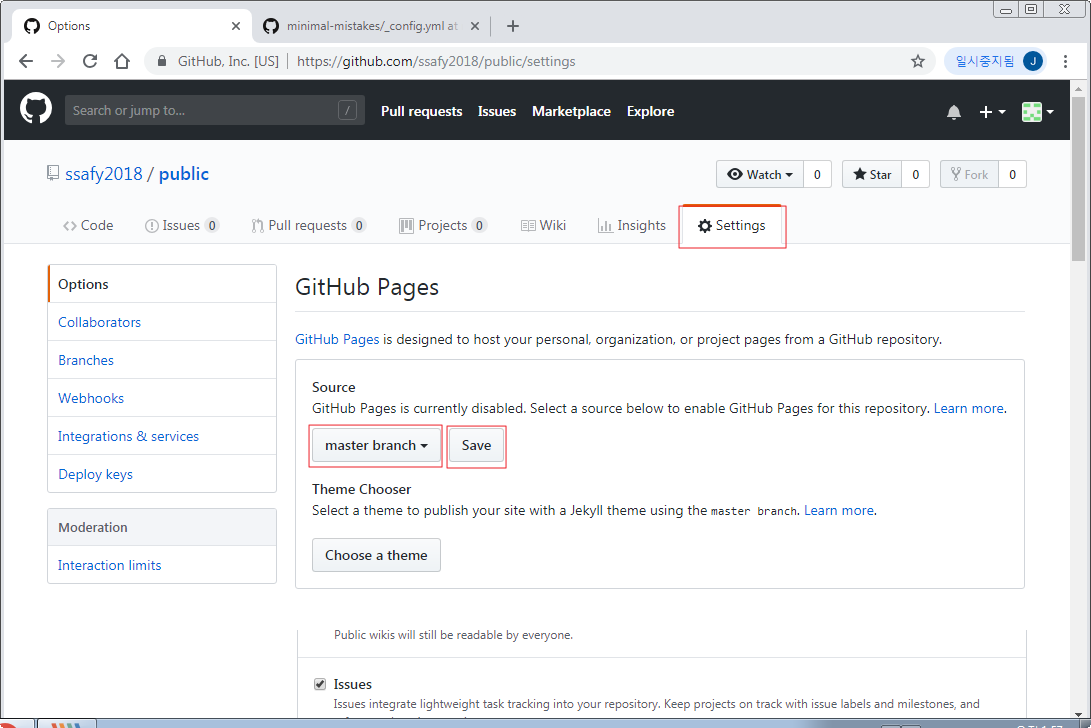 Options
minimal-mistakes/_config.yml at
GitHub, Inc. [US] https://github.com/ssafy2018/public/settings
일시중지됨 J
Search or jump to... / Pull requests Issues Marketplace Explore
ssafy2018 / public
Watch 0 Star 0 Fork 0
Code Issues 0 Pull requests 0 Projects 0 Wiki Insights Settings
Options
Collaborators
Branches
Webhooks
Integrations & services
Deploy keys
Moderation
Interaction limits
GitHub Pages
GitHub Pages is designed to host your personal, organization, or project pages from a GitHub repository.
Source
GitHub Pages is currently disabled. Select a source below to enable GitHub Pages for this repository. Learn more.
master branch Save
Theme Chooser
Select a theme to publish your site with a Jekyll theme using the master branch. Learn more.
Choose a theme
Public wikis will still be readable by everyone.
Issues
Issues integrate lightweight task tracking into your repository. Keep projects on track with issue labels and milestones, and